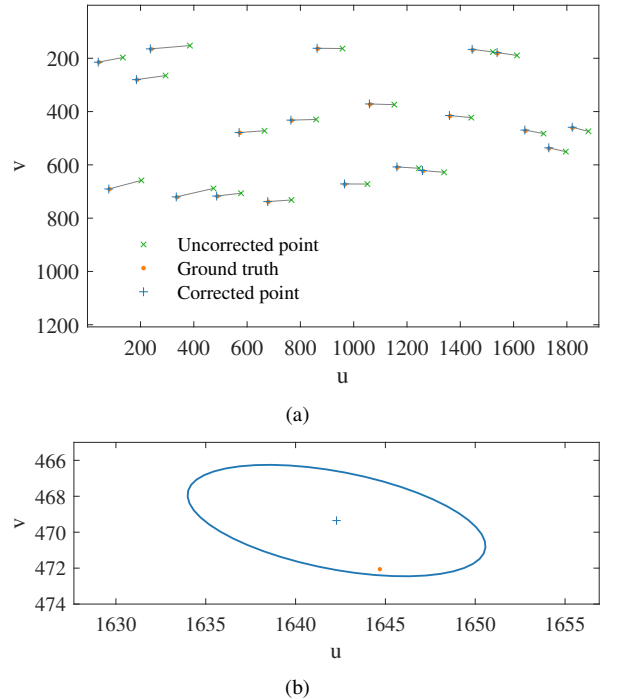 200
400
600
800
1000
1200
v
Uncorrected point
Ground truth
Corrected point
200 400 600 800 1000 1200 1400 1600 1800
u
(a)
466
468
470
472
474
v
1630 1635 1640 1645 1650 1655
u
(b)